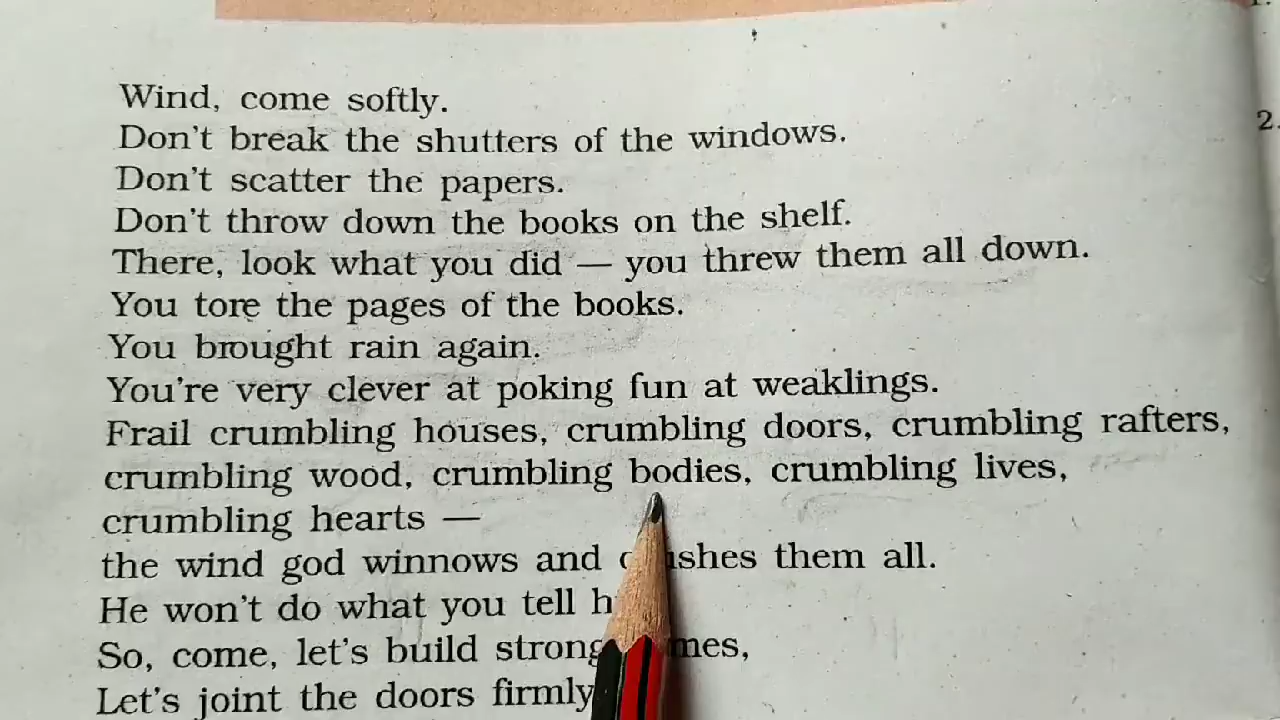 Wind, come softly.
Don't break the shutters of the windows.
Don't scatter the papers.
Don't throw down the books on the shelf.
There, look what you did — you threw them all down.
You tore the pages of the books.
You brought rain again.
You're very clever at poking fun at weaklings.
Frail crumbling houses, crumbling doors, crumbling rafters,
crumbling wood, crumbling bodies, crumbling lives,
crumbling hearts —
the wind god winnows and them all.
He won't do what you tell
So, come, let's build strong
Let's joint the doors firmly
2.